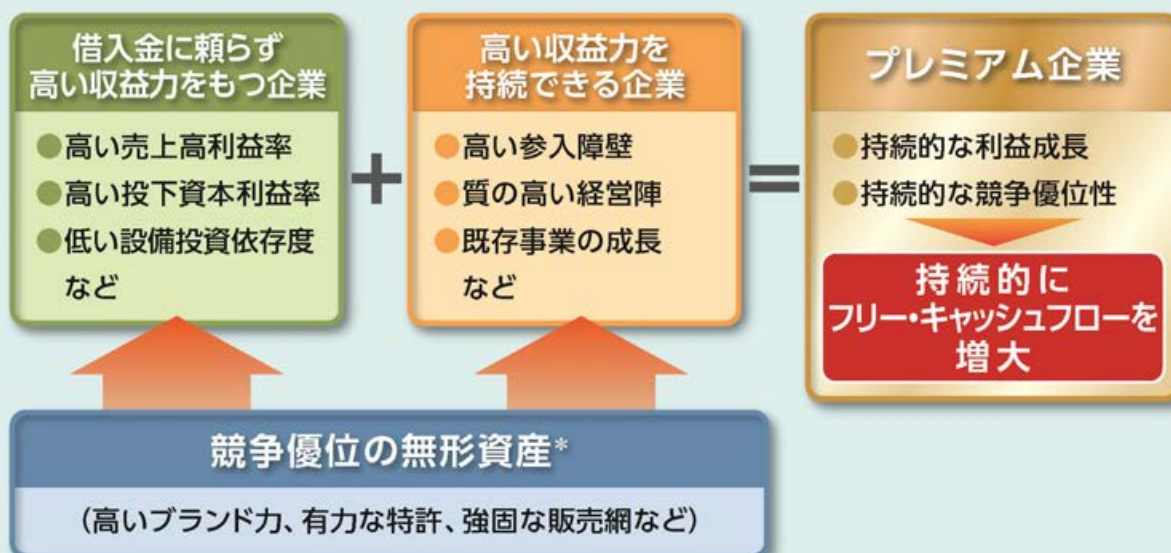 借入金に頼らず
高い収益力をもつ企業
●高い売上高利益率
●高い投下資本利益率
●低い設備投資依存度
など
+
高い収益力を
持続できる企業
●高い参入障壁
●質の高い経営陣
●既存事業の成長
など
=
プレミアム企業
●持続的な利益成長
●持続的な競争優位性
持続的に
フリー・キャッシュフローを
増大
競争優位の無形資産*
(高いブランド力、有力な特許、強固な販売網など)